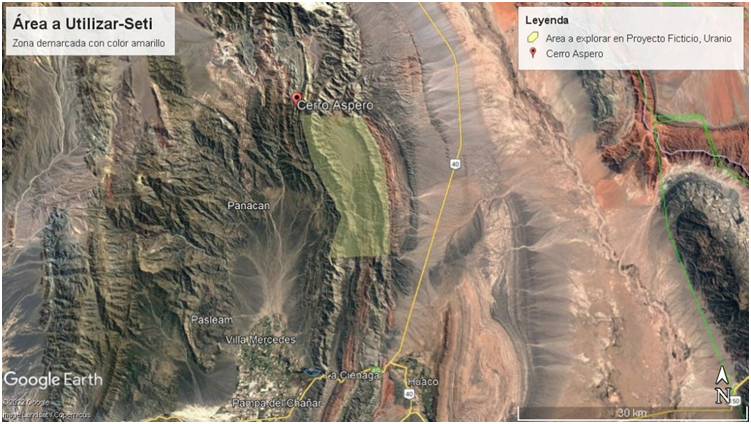 Área a Utilizar-Seti
Zona demarcada con color amarillo
Leyenda
Area a explorar en Proyecto Ficticio, Uranio
Cerro Aspero
Cerro Aspero
40
Panacan
Pasleam
Villa Mercedes
La Ciénaga
Huaco
Google Earth
40
N
150
©2022 Google
Image Landsat / Copernicus
Pampa del Chañar
30 km